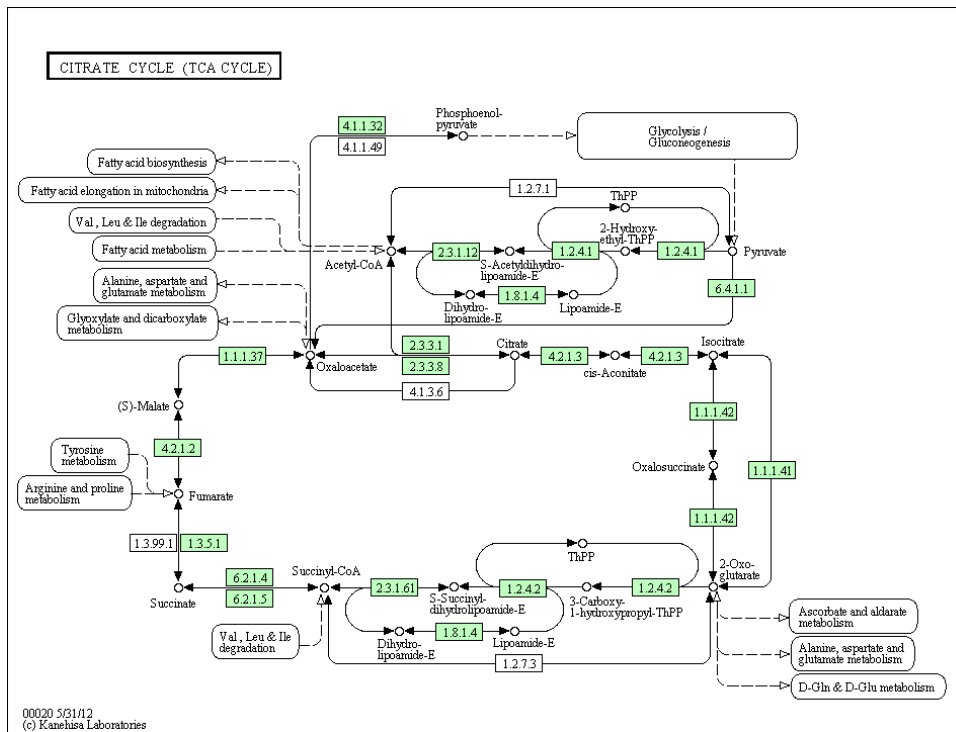 CITRATE CYCLE (TCA CYCLE)
Phosphoenol-
pyruvate
4.1.1.32
4.1.1.49
Glycolysis /
Gluconeogenesis
Fatty acid biosynthesis
Fatty acid elongation in mitochondria
Val, Leu & Ile degradation
Fatty acid metabolism
Alanine, aspartate and
glutamate metabolism
Glyoxylate and dicarboxylate
metabolism
1.2.7.1
ThPP
2-Hydroxy-
ethyl-ThPP
Acetyl-CoA
2.3.1.12
S-Acetyldihydro-
lipoamide-E
1.2.4.1
1.2.4.1
Pyruvate
1.8.1.4
Dihydro-
lipoamide-E
Lipoamide-E
6.4.1.1
1.1.1.37
Oxaloacetate
2.3.3.1
2.3.3.8
4.1.3.6
Citrate
4.2.1.3
cis-Aconitate
4.2.1.3
Isocitrate
(S)-Malate
4.2.1.2
1.1.1.42
Oxalosuccinate
1.1.1.41
1.1.1.42
Tyrosine
metabolism
Arginine and proline
metabolism
Fumarate
1.3.99.1
1.3.5.1
Succinate
6.2.1.4
6.2.1.5
Succinyl-CoA
2.3.1.61
S-Succinyl-
dihydrolipoamide-E
ThPP
1.2.4.2
3-Carboxy-
1-hydroxypropyl-ThPP
1.2.4.2
2-Oxo-
glutarate
Val, Leu & Ile
degradation
Dihydro-
lipoamide-E
1.8.1.4
Lipoamide-E
1.2.7.3
Ascorbate and aldarate
metabolism
Alanine, aspartate and
glutamate metabolism
D-Gln & D-Glu metabolism
00020 5/31/12
(c) Kanehisa Laboratories